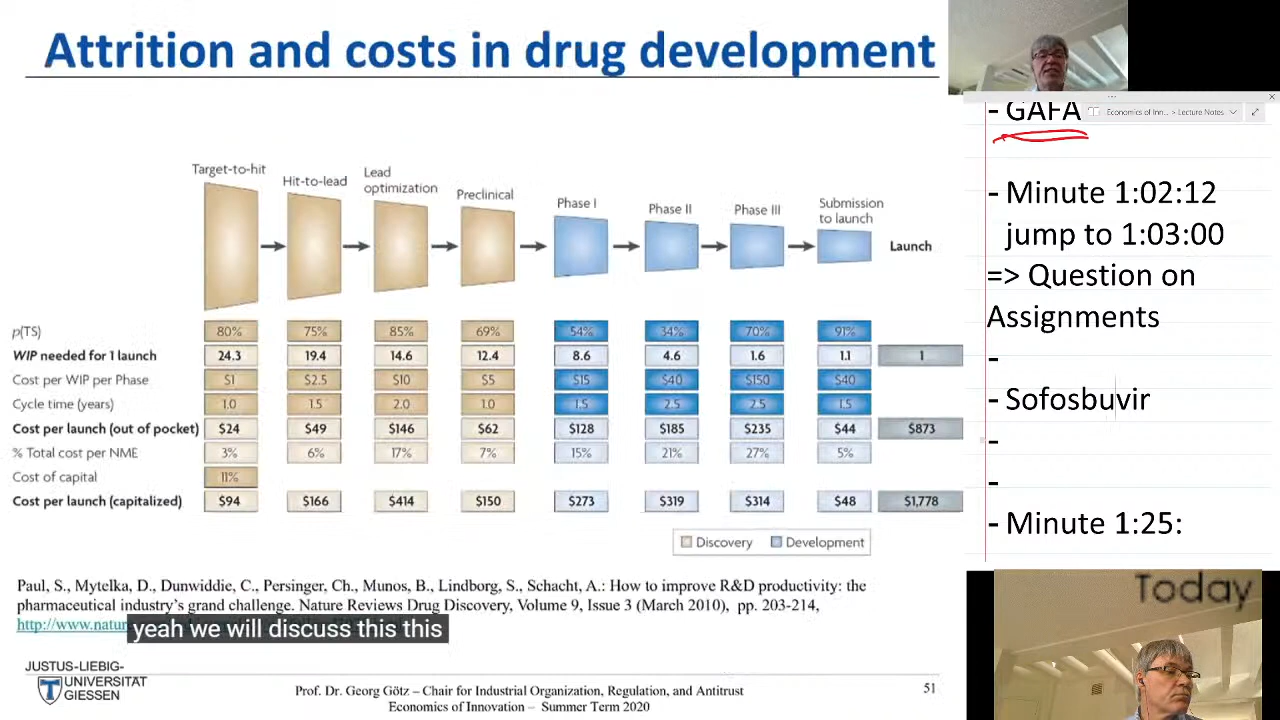 Attrition and costs in drug development
Target-to-hit
Hit-to-lead
Lead
optimization
Preclinical
Phase I
Phase II
Phase III
Submission
to launch
Launch
p(TS) 80% 75% 85% 69% 54% 34% 70% 91%
WIP needed for 1 launch 24.3 19.4 14.6 12.4 8.6 4.6 1.6 1.1 1
Cost per WIP per Phase $1 $2.5 $10 $5 $15 $40 $150 $40
Cycle time (years) 1.0 1.5 2.0 1.0 1.5 2.5 2.5 1.5
Cost per launch (out of pocket) $24 $49 $146 $62 $128 $185 $235 $44 $873
% Total cost per NME 3% 6% 17% 7% 15% 21% 27% 5%
Cost of capital 11%
Cost per launch (capitalized) $94 $166 $414 $150 $273 $319 $314 $48 $1,778
Discovery Development
Paul, S., Mytelka, D., Dunwiddie, C., Persinger, Ch., Munos, B., Lindborg, S., Schacht, A.: How to improve R&D productivity: the
pharmaceutical industry's grand challenge. Nature Reviews Drug Discovery, Volume 9, Issue 3 (March 2010), pp. 203-214,
http://www.natur
yeah we will discuss this this
JUSTUS-LIEBIG-
UNIVERSITÄT
GIESSEN
Prof. Dr. Georg Götz – Chair for Industrial Organization, Regulation, and Antitrust
Economics of Innovation – Summer Term 2020
51
- GAFA
Economics of Inn... > Lecture Notes
- Minute 1:02:12
jump to 1:03:00
=> Question on
Assignments
-
- Sofosbuvir
-
-
- Minute 1:25:
Today